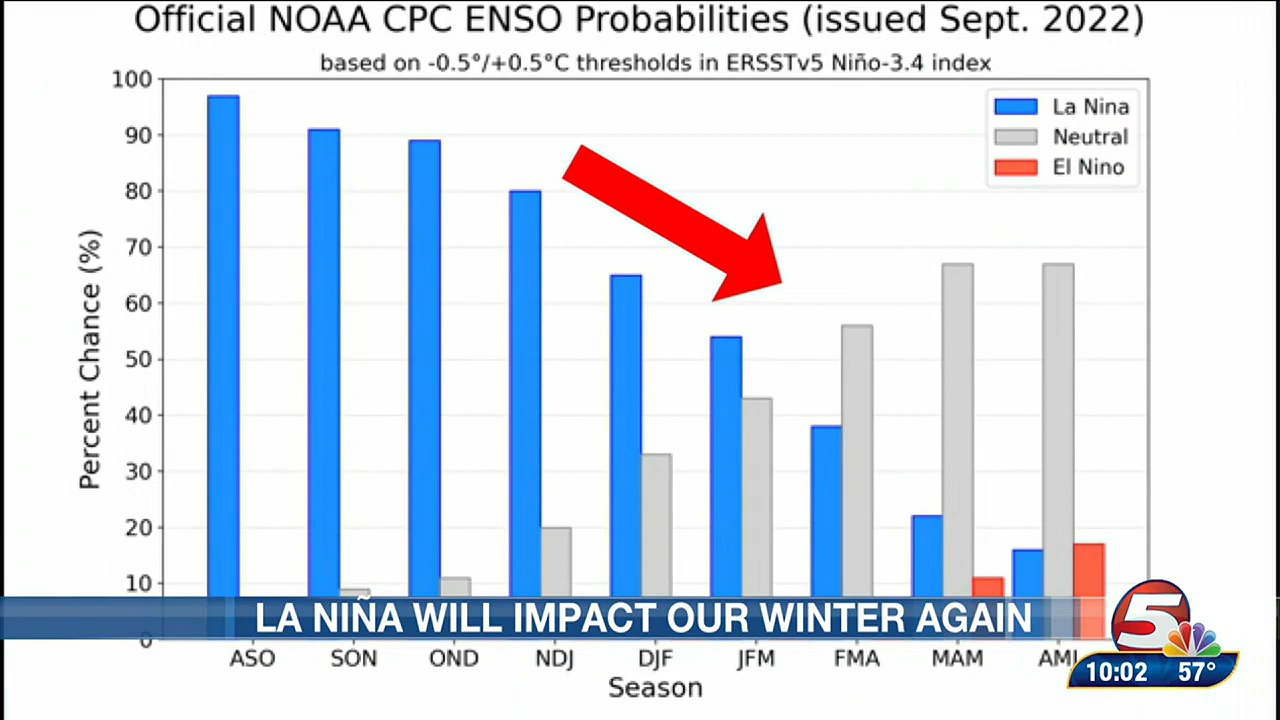 Official NOAA CPC ENSO Probabilities (issued Sept. 2022)
based on -0.5°/+0.5°C thresholds in ERSSTv5 Niño-3.4 index
La Nina
Neutral
El Nino
Percent Chance (%)
100
90
80
70
60
50
40
30
20
10
0
LA NIÑA WILL IMPACT OUR WINTER AGAIN
5
ASO SON OND NDJ DJF JFM FMA MAM
Season
10:02 57°